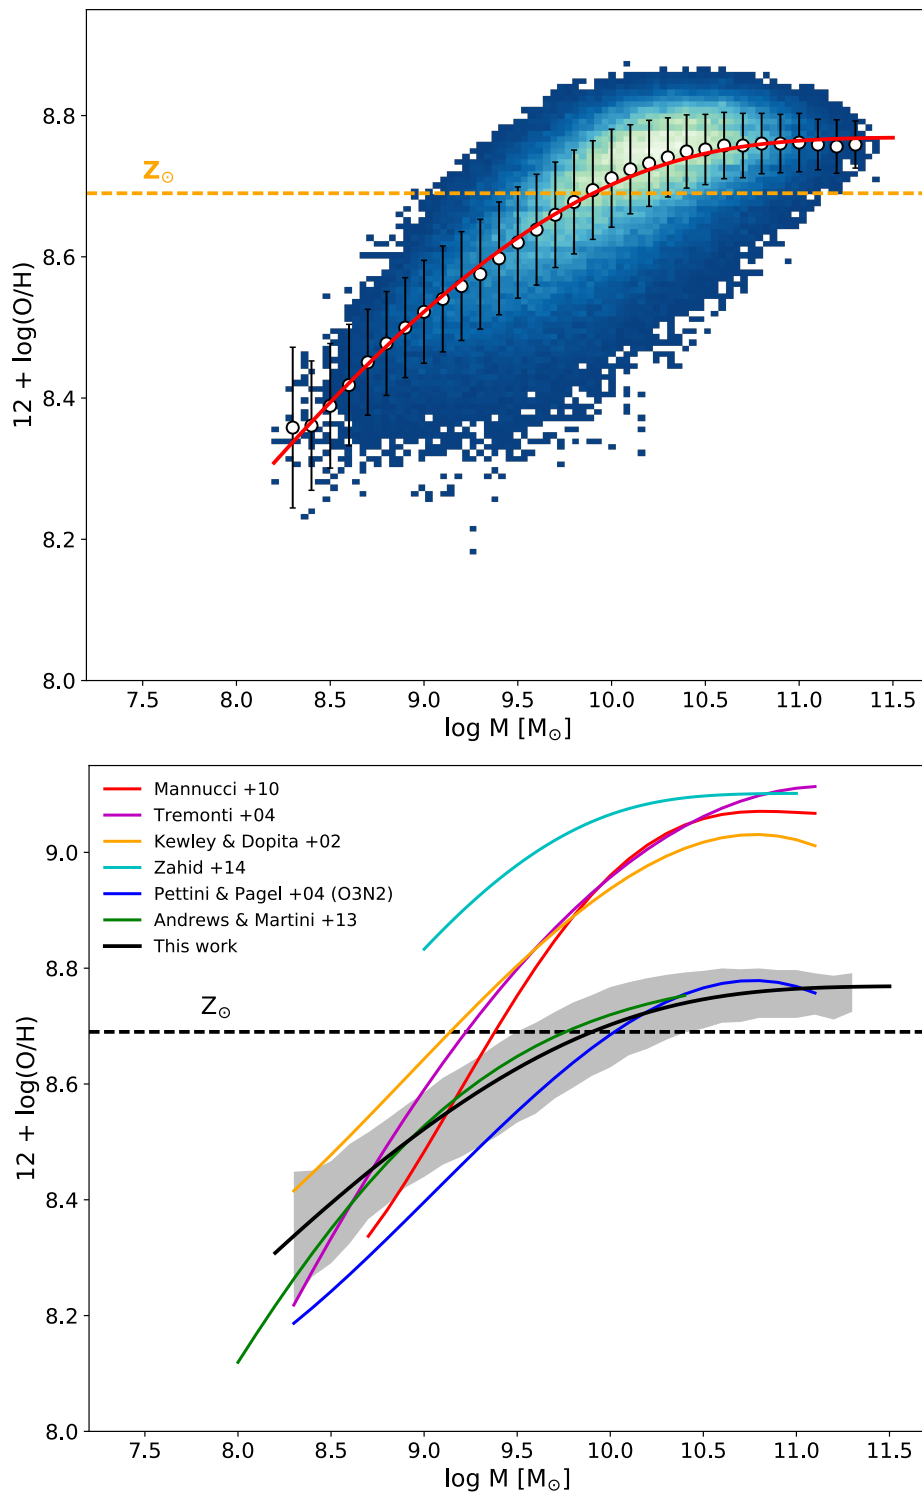 8.8
8.6
8.4
8.2
8.0
12 + log(O/H)
Z⊙
7.5 8.0 8.5 9.0 9.5 10.0 10.5 11.0 11.5
log M [M⊙]
Mannucci +10
Tremonti +04
Kewley & Dopita +02
Zahid +14
Pettini & Pagel +04 (O3N2)
Andrews & Martini +13
This work
Z⊙
9.0
8.8
8.6
8.4
8.2
8.0
12 + log(O/H)
7.5 8.0 8.5 9.0 9.5 10.0 10.5 11.0 11.5
log M [M⊙]